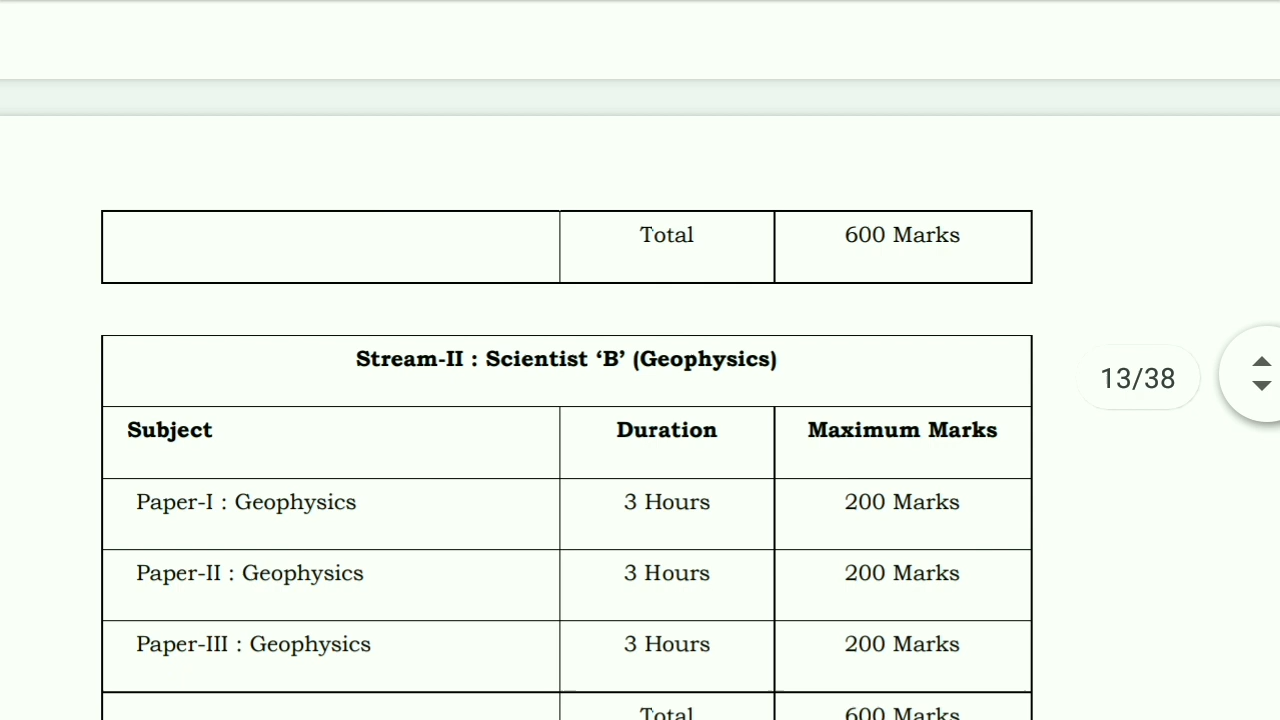 Total 600 Marks
Stream-II : Scientist ‘B’ (Geophysics)
Subject Duration Maximum Marks
13/38
Paper-I : Geophysics 3 Hours 200 Marks
Paper-II : Geophysics 3 Hours 200 Marks
Paper-III : Geophysics 3 Hours 200 Marks
Total 600 Marks